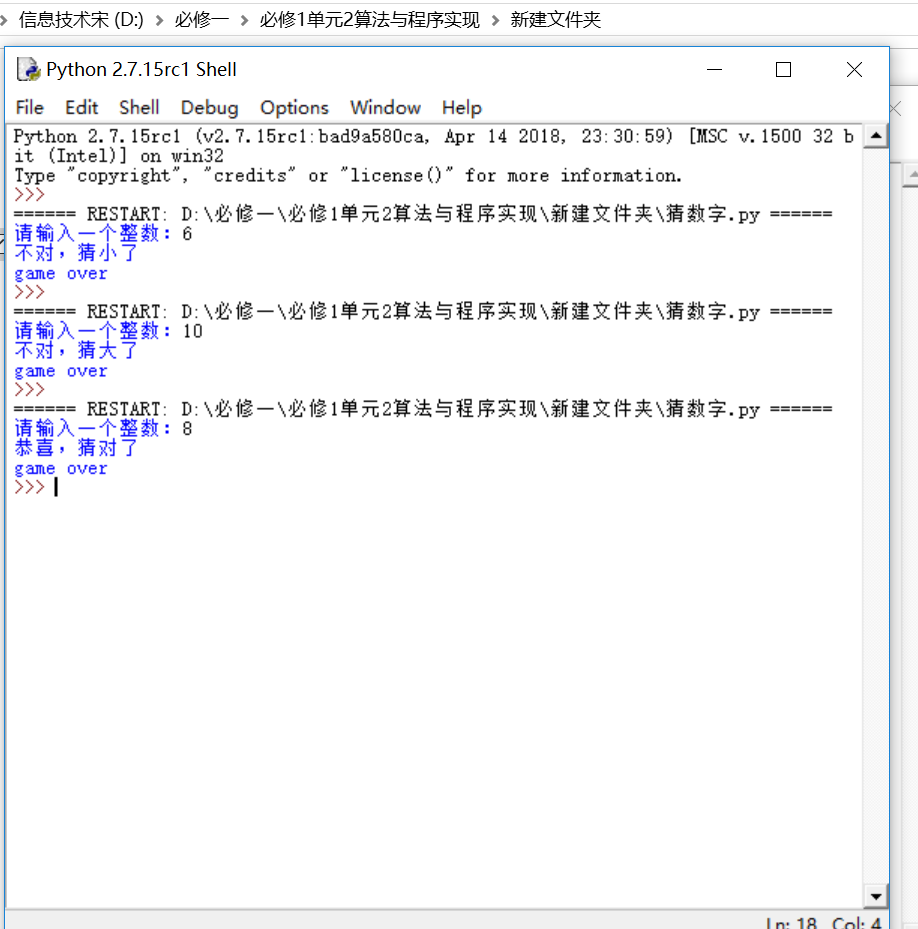 信息技术宋 (D:) > 必修一 > 必修1单元2算法与程序实现 > 新建文件夹
Python 2.7.15rc1 Shell
File Edit Shell Debug Options Window Help
Python 2.7.15rc1 (v2.7.15rc1:bad9a580ca, Apr 14 2018, 23:30:59) [MSC v.1500 32 b
it (Intel)] on win32
Type "copyright", "credits" or "license()" for more information.
>>>
====== RESTART: D:\必修一\必修1单元2算法与程序实现\新建文件夹\猜数字.py ======
请输入一个整数：6
不对，猜小了
game over
>>>
====== RESTART: D:\必修一\必修1单元2算法与程序实现\新建文件夹\猜数字.py ======
请输入一个整数：10
不对，猜大了
game over
>>>
====== RESTART: D:\必修一\必修1单元2算法与程序实现\新建文件夹\猜数字.py ======
请输入一个整数：8
恭喜，猜对了
game over
>>>
Ln: 18 Col: 4